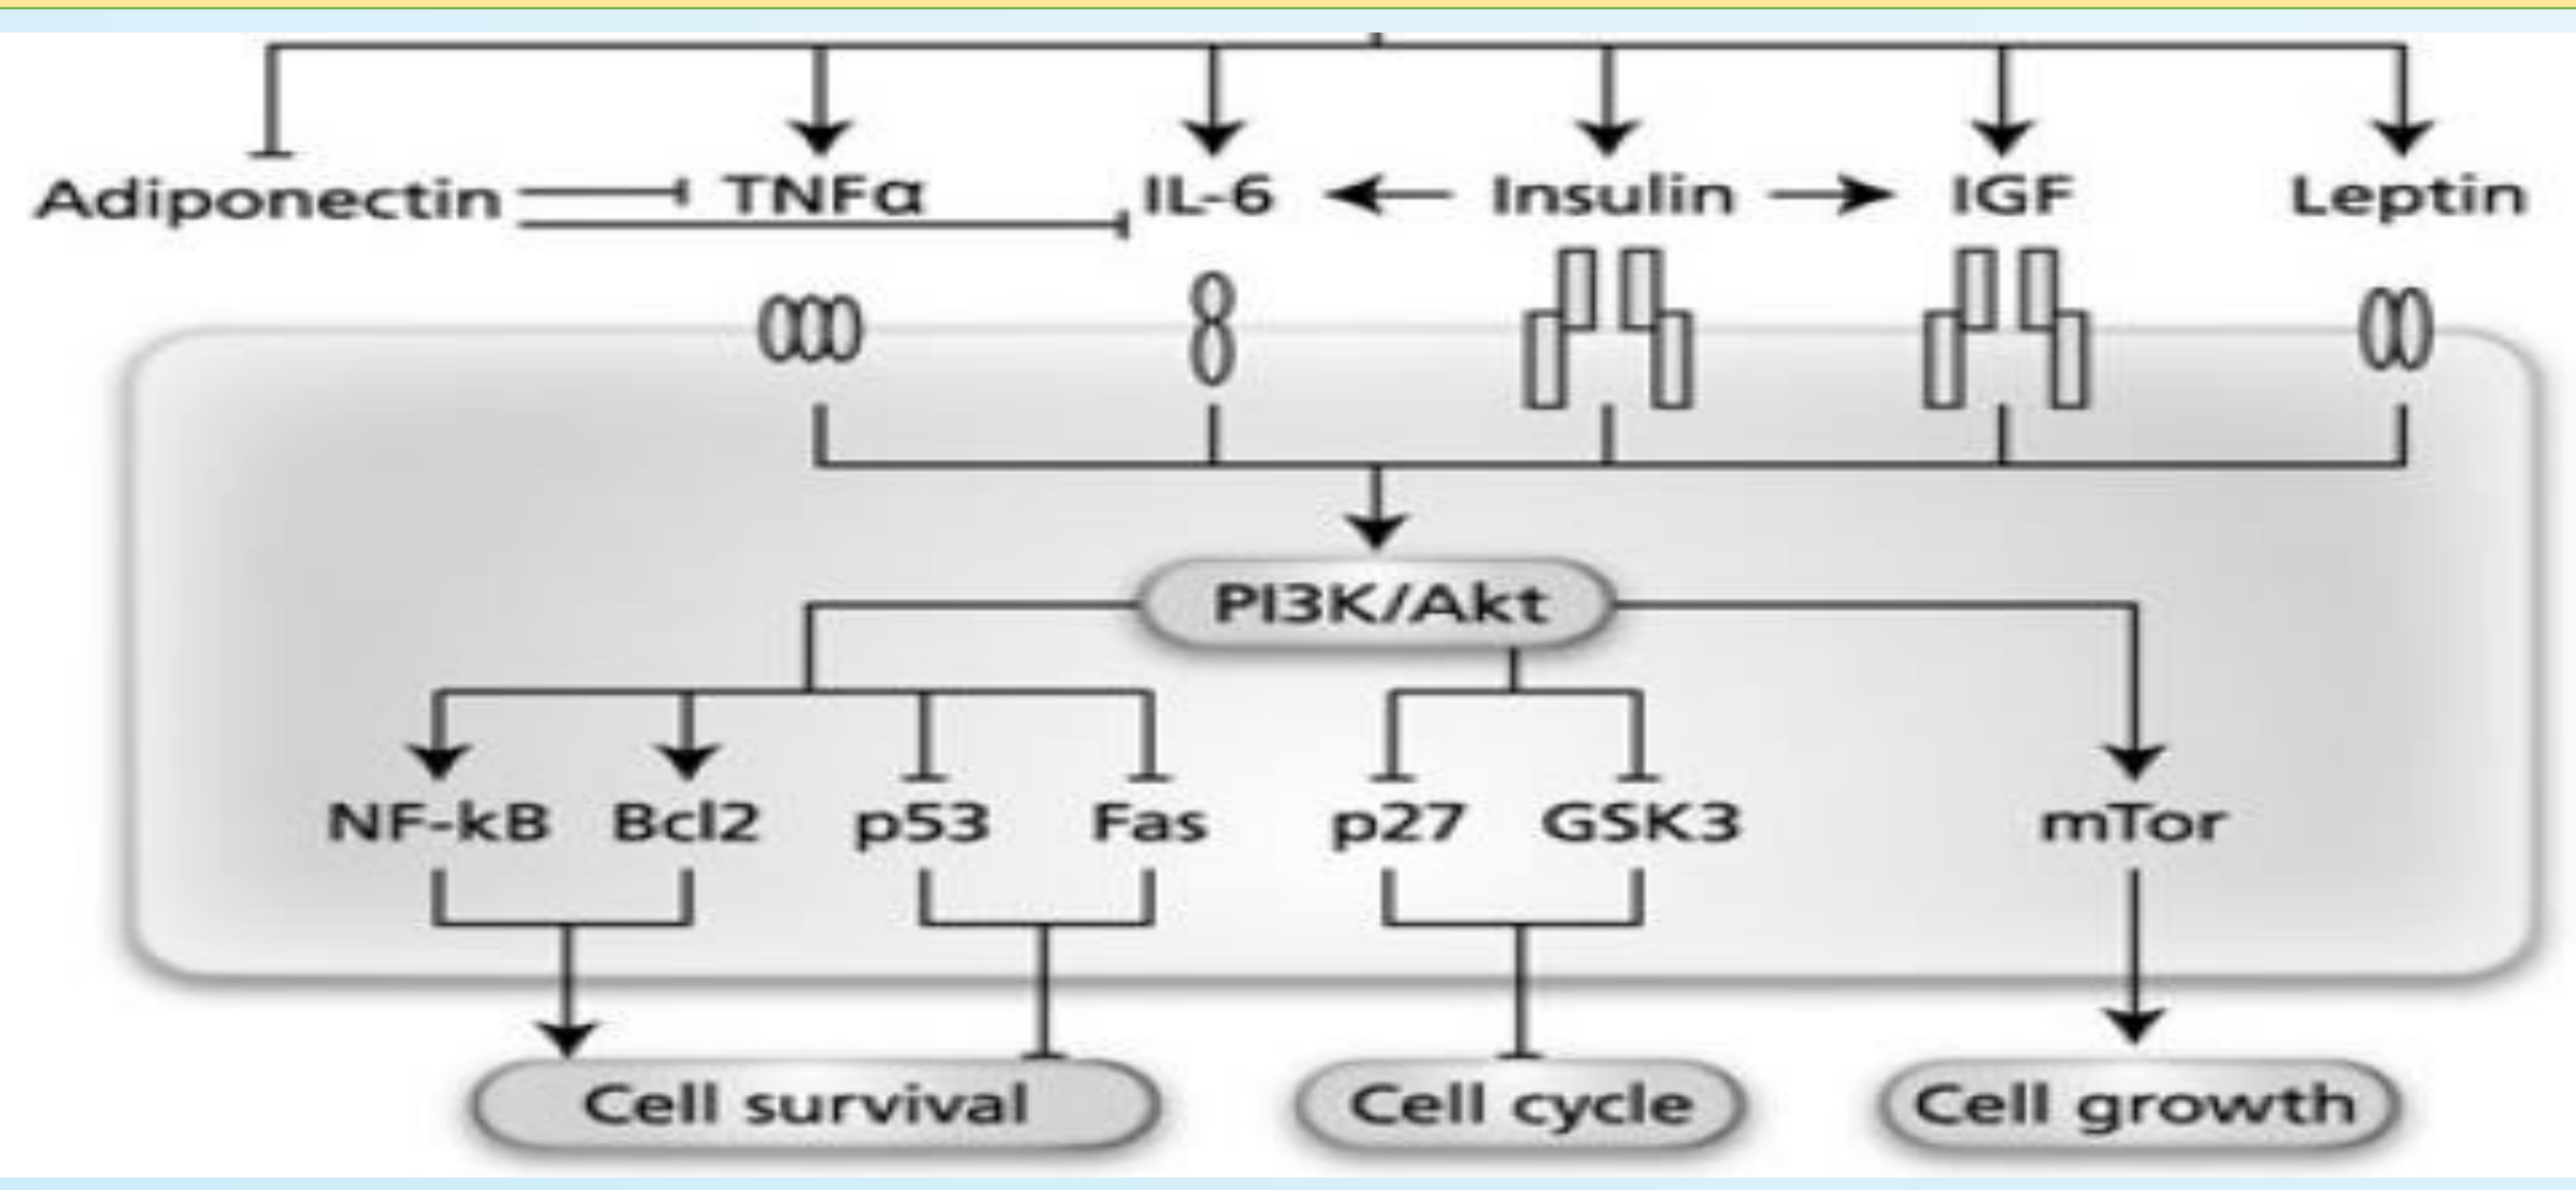 Adiponectin TNFα IL-6 Insulin IGF Leptin
PI3K/Akt
NF-kB Bcl2 p53 Fas p27 GSK3 mTor
Cell survival Cell cycle Cell growth